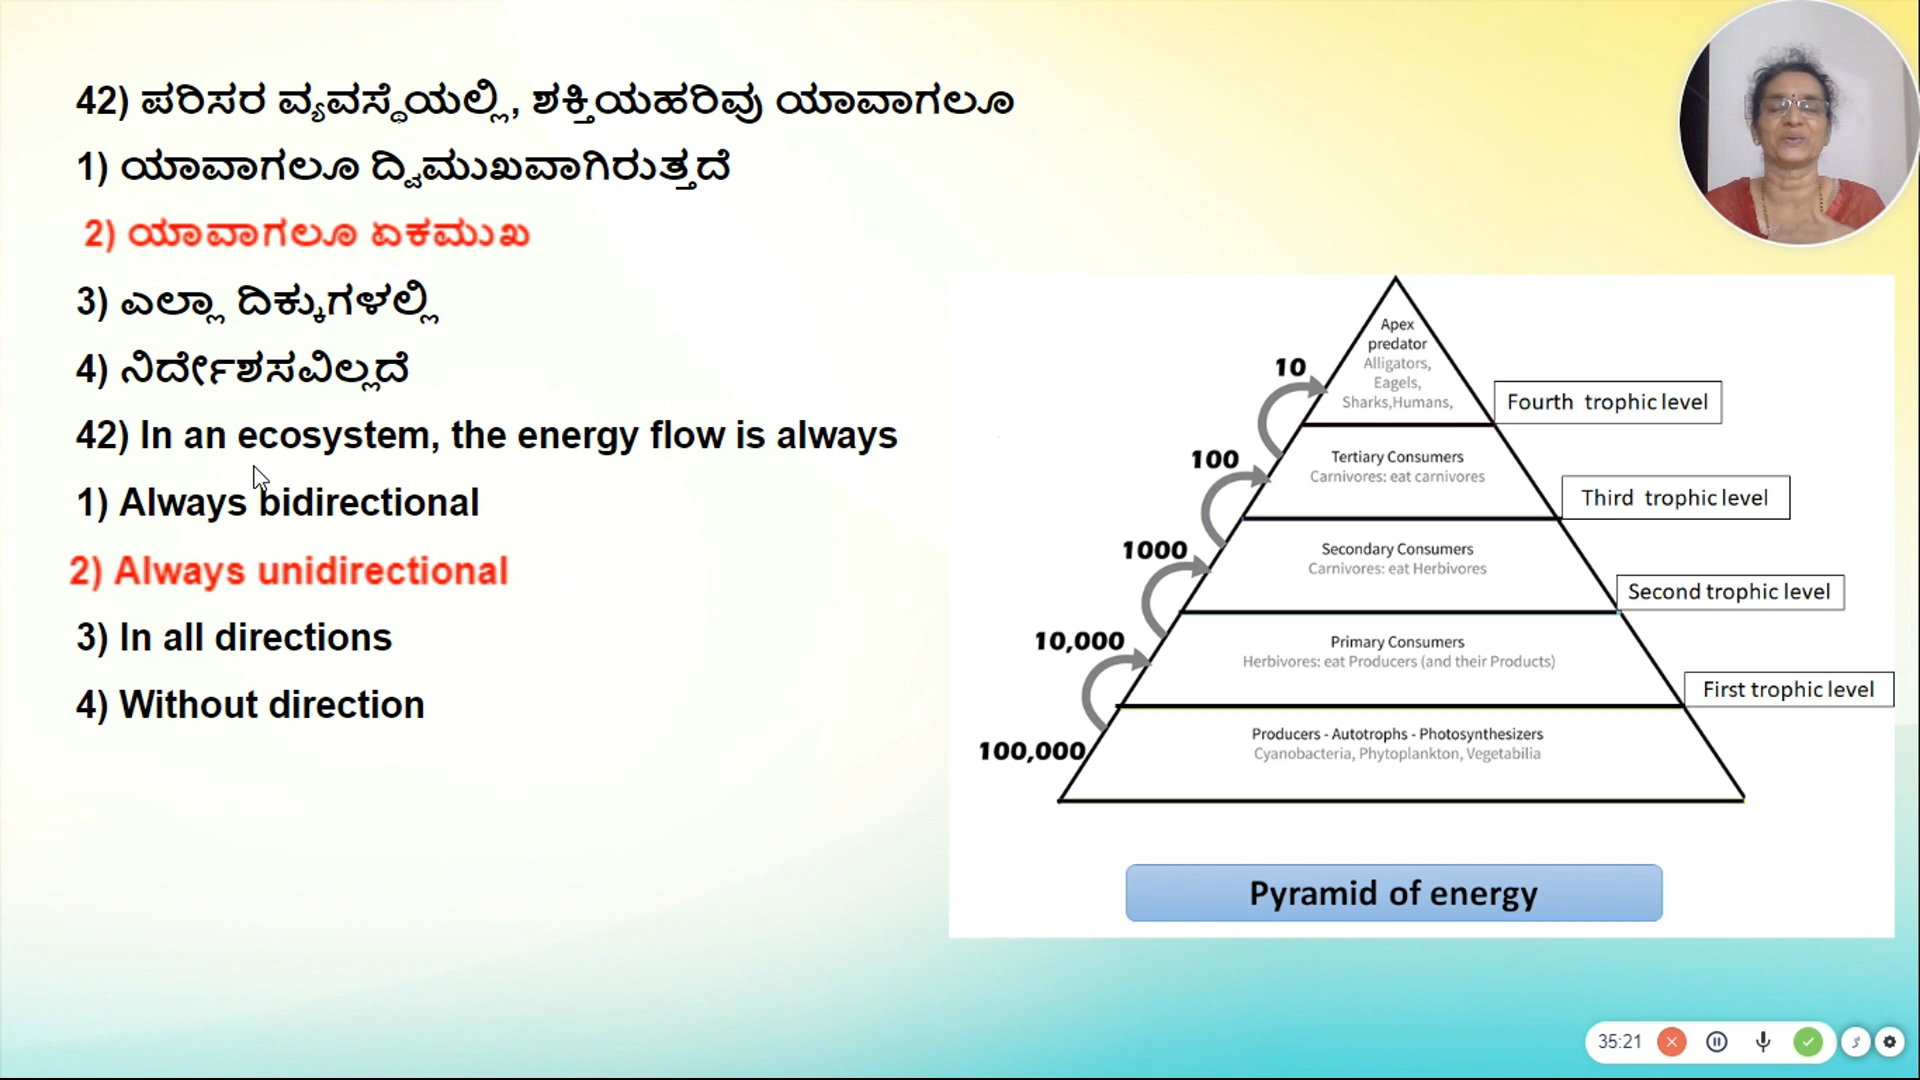 42) ಪರಿಸರ ವ್ಯವಸ್ಥೆಯಲ್ಲಿ, ಶಕ್ತಿಯಹರಿವು ಯಾವಾಗಲೂ
1) ಯಾವಾಗಲೂ ದ್ವಿಮುಖವಾಗಿರುತ್ತದೆ
2) ಯಾವಾಗಲೂ ಏಕಮುಖ
3) ಎಲ್ಲಾ ದಿಕ್ಕುಗಳಲ್ಲಿ
4) ನಿರ್ದೇಶಸವಿಲ್ಲದೆ
42) In an ecosystem, the energy flow is always
1) Always bidirectional
2) Always unidirectional
3) In all directions
4) Without direction
Apex
predator
Alligators,
Eagels,
Sharks,Humans,
10
Fourth trophic level
100
Tertiary Consumers
Carnivores: eat carnivores
Third trophic level
1000
Secondary Consumers
Carnivores: eat Herbivores
Second trophic level
10,000
Primary Consumers
Herbivores: eat Producers (and their Products)
First trophic level
100,000
Producers - Autotrophs - Photosynthesizers
Cyanobacteria, Phytoplankton, Vegetabilia
Pyramid of energy
35:21